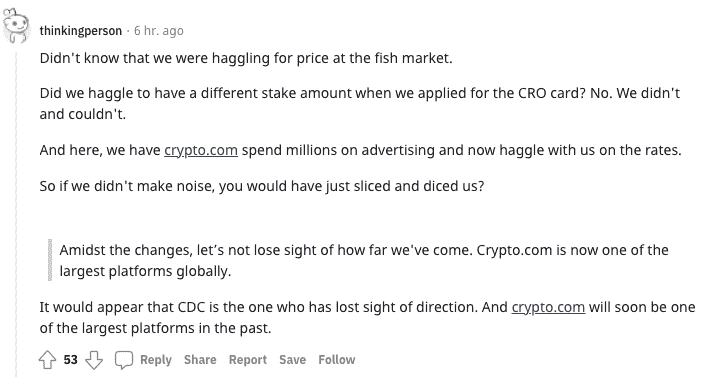 thinkingperson · 6 hr. ago
Didn't know that we were haggling for price at the fish market.
Did we haggle to have a different stake amount when we applied for the CRO card? No. We didn't
and couldn't.
And here, we have crypto.com spend millions on advertising and now haggle with us on the rates.
So if we didn't make noise, you would have just sliced and diced us?
Amidst the changes, let’s not lose sight of how far we've come. Crypto.com is now one of the
largest platforms globally.
It would appear that CDC is the one who has lost sight of direction. And crypto.com will soon be one
of the largest platforms in the past.
53 Reply Share Report Save Follow